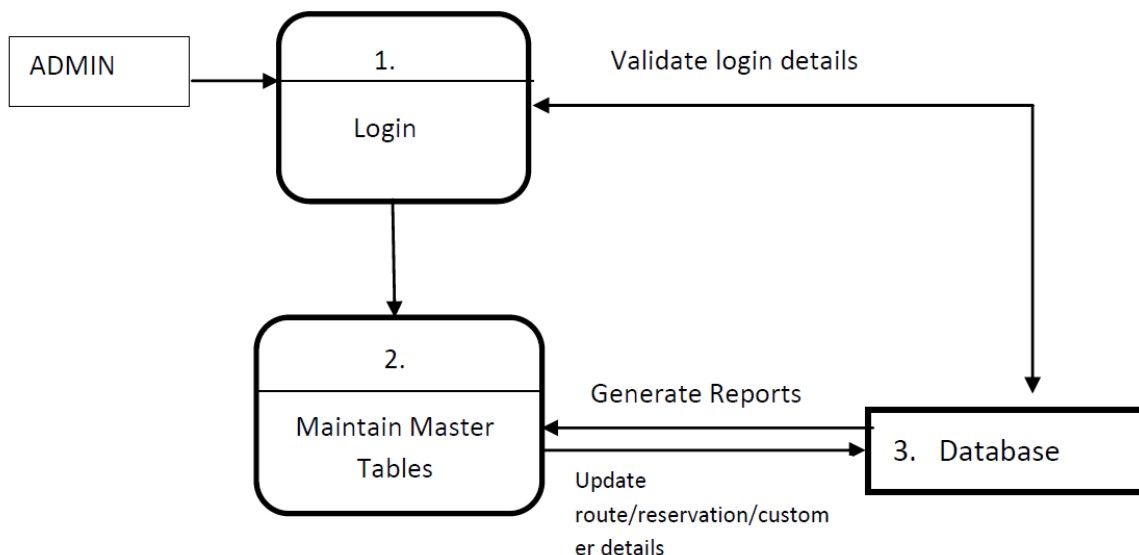 ADMIN
1.
Login
Validate login details
2.
Maintain Master
Tables
Generate Reports
3. Database
Update
route/reservation/custom
er details